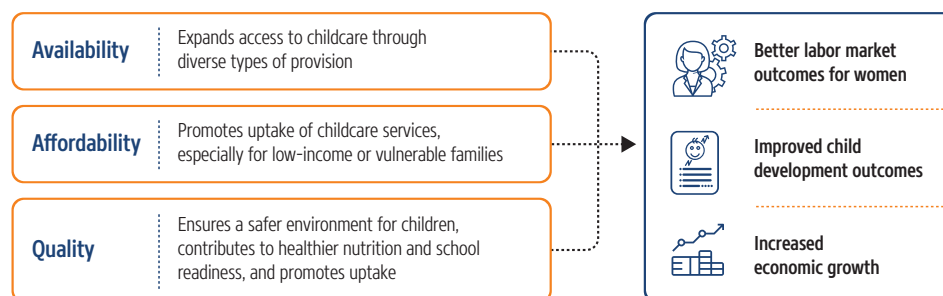 Availability
Expands access to childcare through
diverse types of provision
Affordability
Promotes uptake of childcare services,
especially for low-income or vulnerable families
Quality
Ensures a safer environment for children,
contributes to healthier nutrition and school
readiness, and promotes uptake
Better labor market
outcomes for women
Improved child
development outcomes
Increased
economic growth